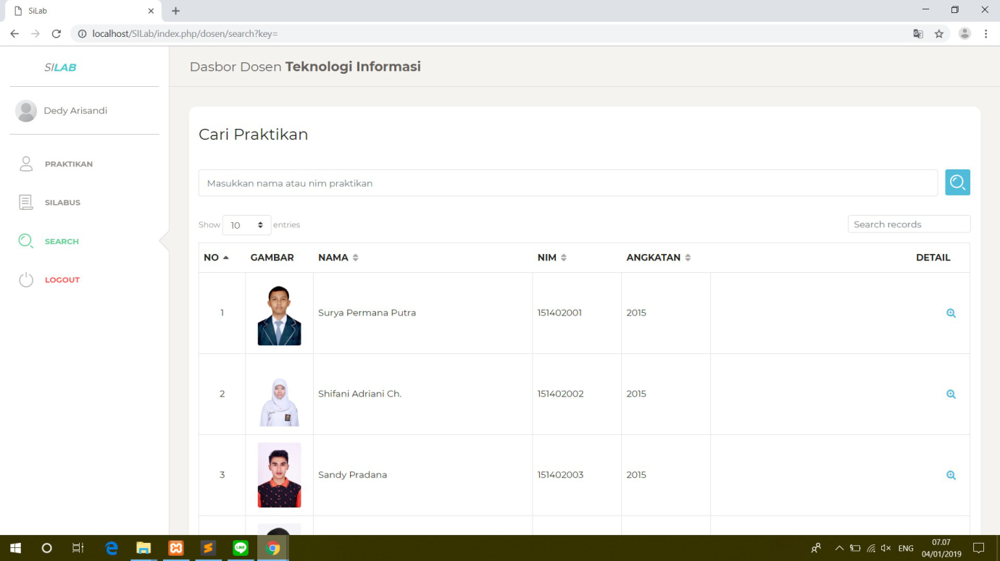 SiLab
localhost/SILab/index.php/dosen/search?key=
SILAB
Dasbor Dosen Teknologi Informasi
Dedy Arisandi
PRAKTIKAN
SILABUS
SEARCH
LOGOUT
Cari Praktikan
Masukkan nama atau nim praktikan
Show 10 entries
Search records
NO GAMBAR NAMA NIM ANGKATAN DETAIL
1 Surya Permana Putra 151402001 2015
2 Shifani Adriani Ch. 151402002 2015
3 Sandy Pradana 151402003 2015
ENG
07.07
04/01/2019